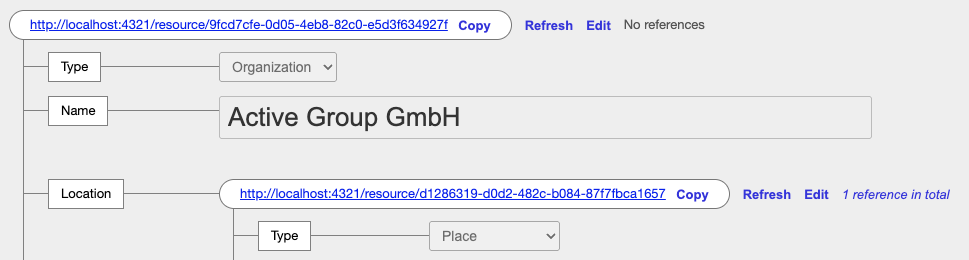 http://localhost:4321/resource/9fcd7cfe-0d05-4eb8-82c0-e5d3f634927f Copy Refresh Edit No references
Type Organization
Name Active Group GmbH
Location http://localhost:4321/resource/d1286319-d0d2-482c-b084-87f7fbca1657 Copy Refresh Edit 1 reference in total
Type Place